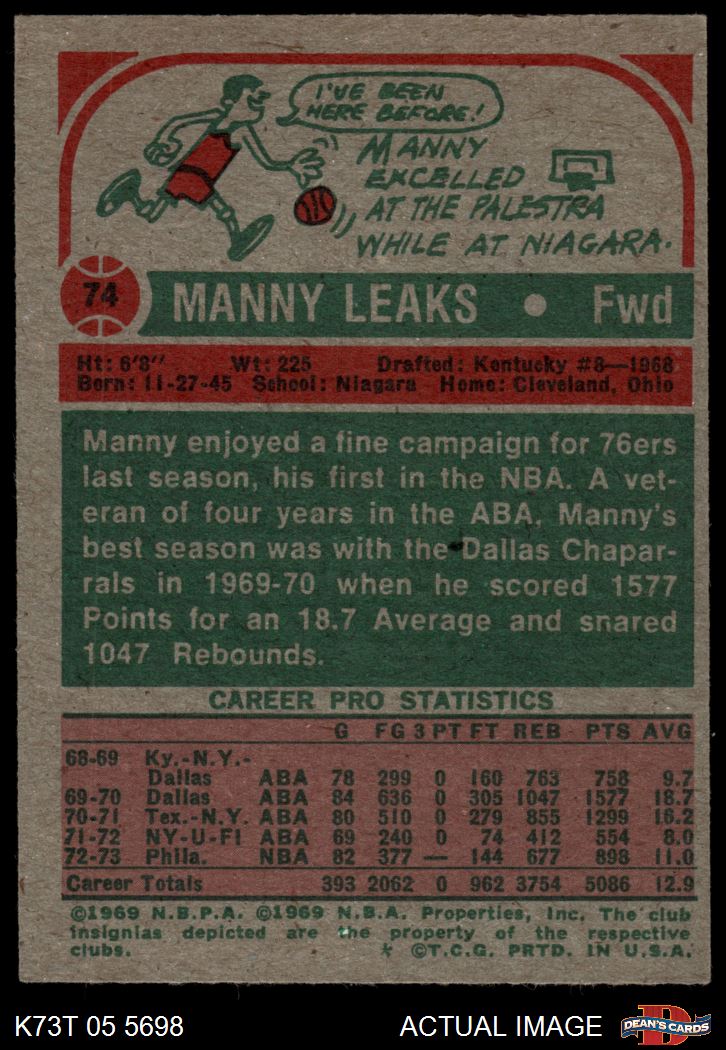 I'VE BEEN
HERE BEFORE!
MANNY
EXCELLED
AT THE PALESTRA
WHILE AT NIAGARA.
74 MANNY LEAKS • Fwd
Ht: 6'8" Wt: 225 Drafted: Kentucky #8—1968
Born: 11-27-45 School: Niagara Home: Cleveland, Ohio
Manny enjoyed a fine campaign for 76ers
last season, his first in the NBA. A vet-
eran of four years in the ABA, Manny's
best season was with the Dallas Chapar-
rals in 1969-70 when he scored 1577
Points for an 18.7 Average and snared
1047 Rebounds.
CAREER PRO STATISTICS
G FG 3 PT FT REB PTS AVG
68-69 Ky.-N.Y.-
Dallas ABA 78 299 0 160 763 758 9.7
69-70 Dallas ABA 84 636 0 305 1047 1577 18.7
70-71 Tex.-N.Y. ABA 80 510 0 279 855 1299 16.2
71-72 NY-U-Fl ABA 69 240 0 74 412 554 8.0
72-73 Phila. NBA 82 377 — 144 677 898 11.0
Career Totals 393 2062 0 962 3754 5086 12.9
©1969 N.B.P.A. ©1969 N.B.A. Properties, Inc. The club
insignias depicted are the property of the respective
clubs. * ©T.C.G. PRTD. IN U.S.A.
K73T 05 5698 ACTUAL IMAGE D DEAN'S CARDS